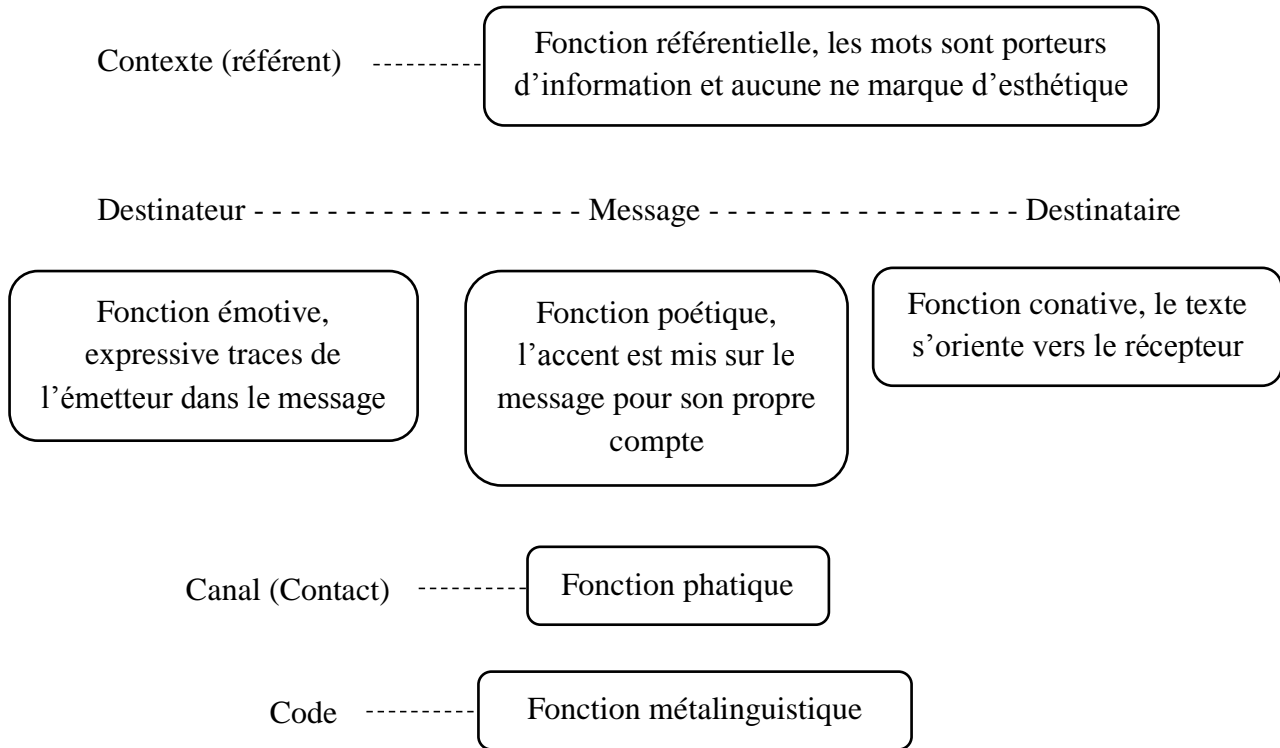 Contexte (référent)
Fonction référentielle, les mots sont porteurs
d’information et aucune ne marque d’esthétique
Destinateur - - - - - - - - - - - - - - - - - - - Message - - - - - - - - - - - - - - - - - - Destinataire
Fonction émotive,
expressive traces de
l’émetteur dans le message
Fonction poétique,
l’accent est mis sur le
message pour son propre
compte
Fonction conative, le texte
s’oriente vers le récepteur
Canal (Contact)
Fonction phatique
Code
Fonction métalinguistique